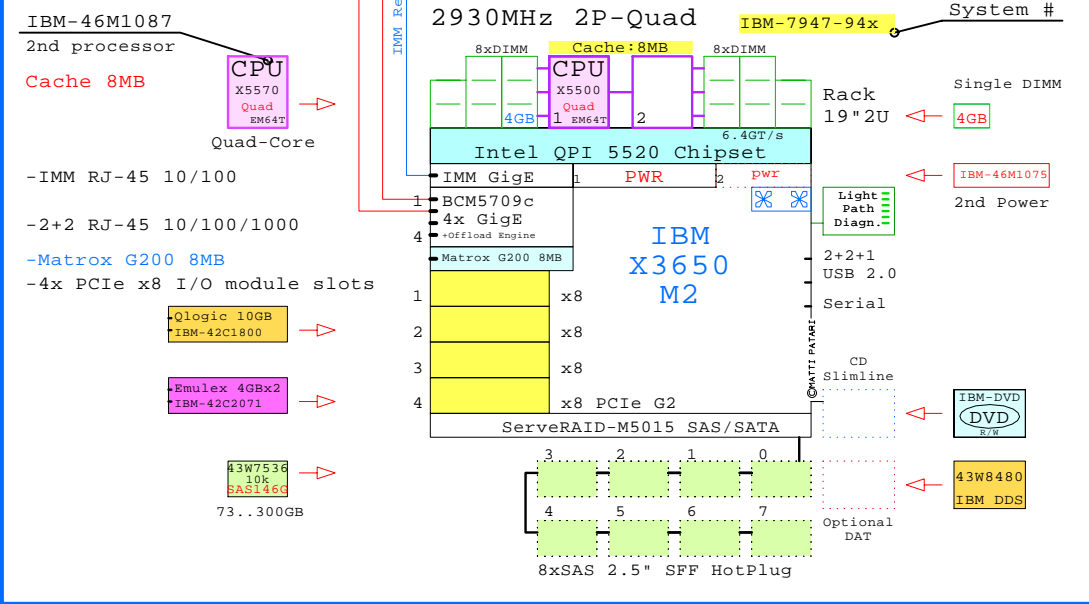 IBM-46M1087
2nd processor
Cache 8MB
CPU
X5570
Quad
EM64T
Quad-Core
-IMM RJ-45 10/100
-2+2 RJ-45 10/100/1000
-Matrox G200 8MB
-4x PCIe x8 I/O module slots
Qlogic 10GB
IBM-42C1800
Emulex 4GBx2
IBM-42C2071
43W7536
10k
SAS146G
73..300GB
IMM Re
2930MHz 2P-Quad
IBM-7947-94x
System #
8xDIMM
Cache:8MB
8xDIMM
4GB
CPU
X5500
Quad
1 EM64T
2
6.4GT/s
Intel QPI 5520 Chipset
IMM GigE
1 PWR
2 pwr
1 BCM5709c
4x GigE
4 +Offload Engine
Matrox G200 8MB
IBM
X3650
M2
1 x8
2 x8
3 x8
4 x8 PCIe G2
ServeRAID-M5015 SAS/SATA
3 2 1 0
4 5 6 7
8xSAS 2.5" SFF HotPlug
Rack
19"2U
Single DIMM
4GB
IBM-46M1075
2nd Power
Light
Path
Diagn.
2+2+1
USB 2.0
Serial
©MATTI PATARI
CD
Slimline
IBM-DVD
DVD
R/W
43W8480
IBM DDS
Optional
DAT